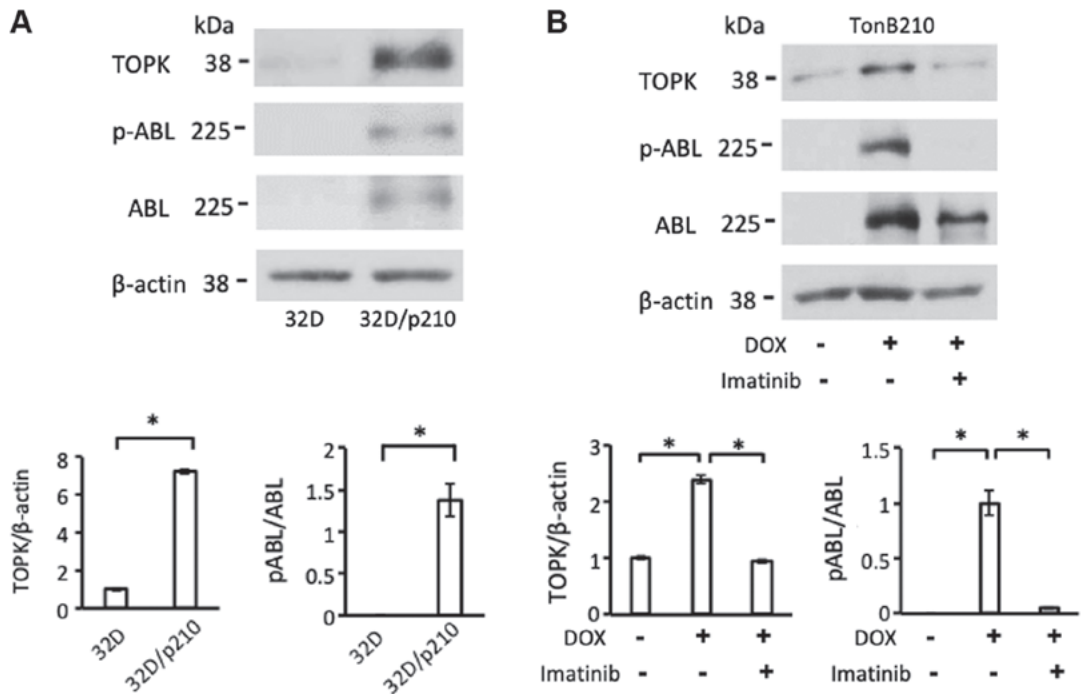 A
kDa
TOPK 38
p-ABL 225
ABL 225
β-actin 38
32D 32D/p210
*
TOPK/β-actin
8
6
4
2
0
32D
32D/p210
*
pABL/ABL
2
1.5
1
0.5
0
32D
32D/p210
B
kDa TonB210
TOPK 38
p-ABL 225
ABL 225
β-actin 38
DOX - + +
Imatinib - - +
* *
TOPK/β-actin
3
2
1
0
DOX - + +
Imatinib - - +
* *
pABL/ABL
1.5
1
0.5
0
DOX - + +
Imatinib - - +